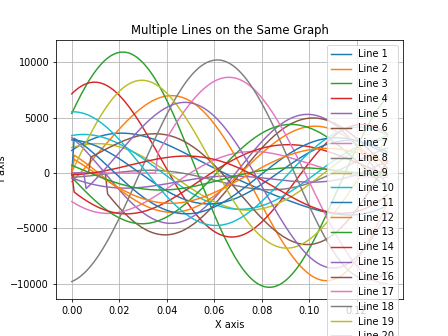 Multiple Lines on the Same Graph
10000
5000
0
−5000
−10000
0.00
0.02
0.04
0.06
0.08
0.10
X axis
Line 1
Line 2
Line 3
Line 4
Line 5
Line 6
Line 7
Line 8
Line 9
Line 10
Line 11
Line 12
Line 13
Line 14
Line 15
Line 16
Line 17
Line 18
Line 19
Line 20